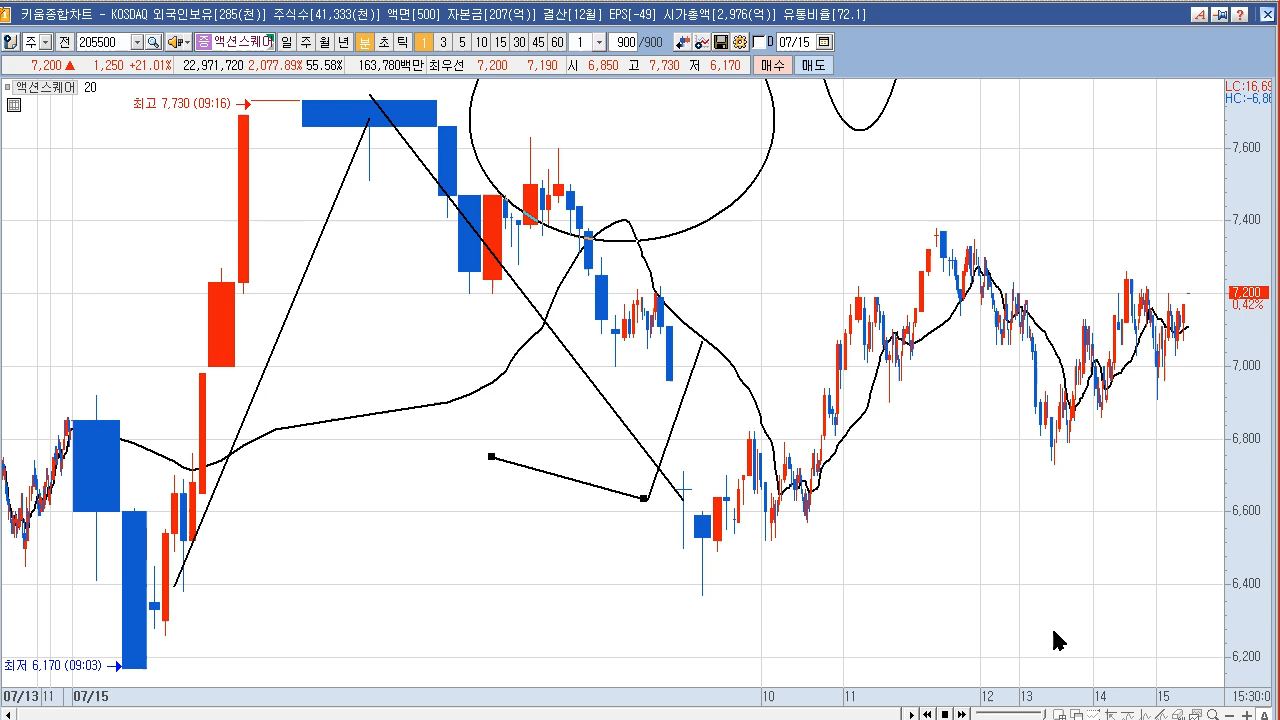 키움종합차트 - KOSDAQ 외국인보유[285(천)] 주식수[41,333(천)] 액면[500] 자본금[207(억)] 결산[12월] EPS[-49] 시가총액[2,976(억)] 유통비율[72.1]
주 전 205500 증 액션스퀘어 일 주 월 년 분 초 틱 1 3 5 10 15 30 45 60 1 900 /900 D 07/15
7,200 ▲ 1,250 +21.01% 22,971,720 2,077.89% 55.58% 163,780백만 최우선 7,200 7,190 시 6,850 고 7,730 저 6,170 매수 매도
액션스퀘어 20
LC:16,69
HC:-6,86
최고 7,730 (09:16)
7,600
7,400
7,200
0,42%
7,000
6,800
6,600
6,400
6,200
최저 6,170 (09:03)
07/13 11 07/15 10 11 12 13 14 15 15:30:0
A